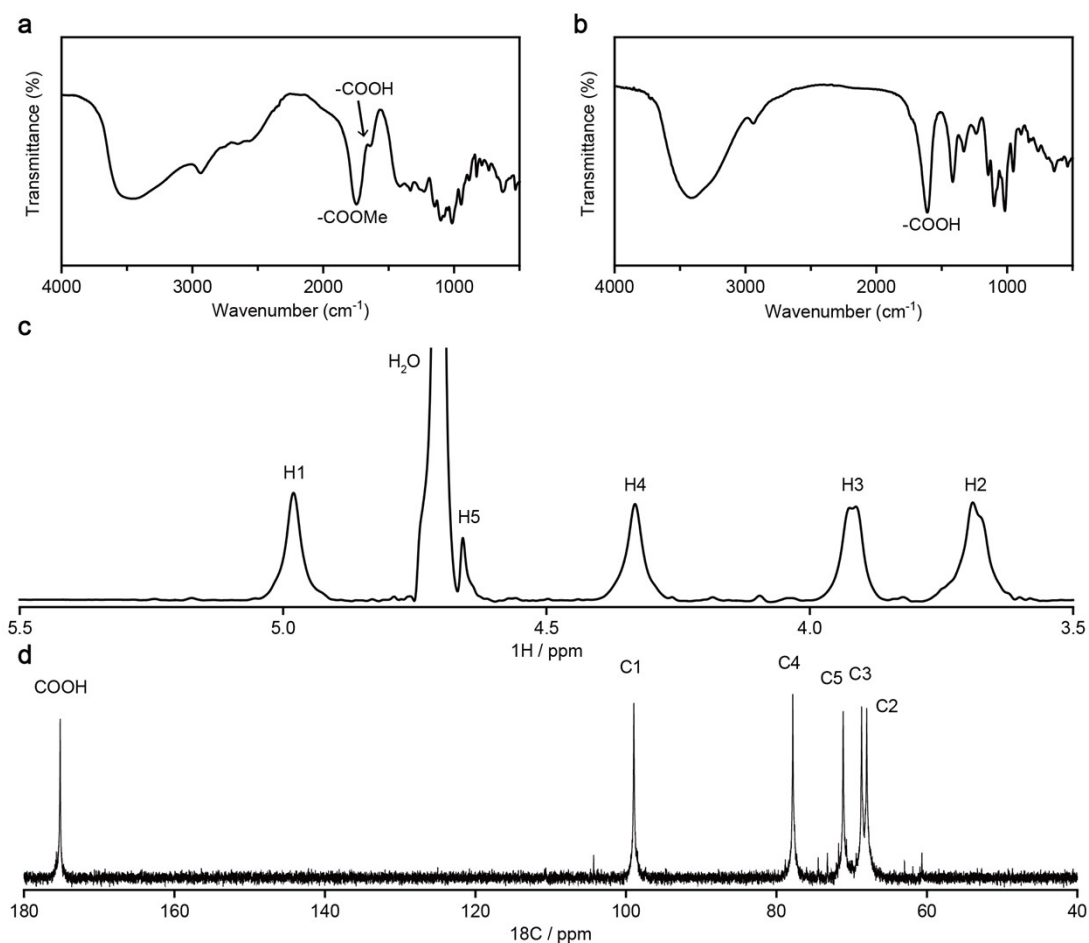 a
b
Transmittance (%)
-COOH
-COOMe
4000 3000 2000 1000
Wavenumber (cm-1)
Transmittance (%)
-COOH
4000 3000 2000 1000
Wavenumber (cm-1)
c
H2O
H1
H5
H4
H3
H2
5.5 5.0 4.5 4.0 3.5
1H / ppm
d
COOH
C1
C4
C5
C3
C2
180 160 140 120 100 80 60 40
18C / ppm